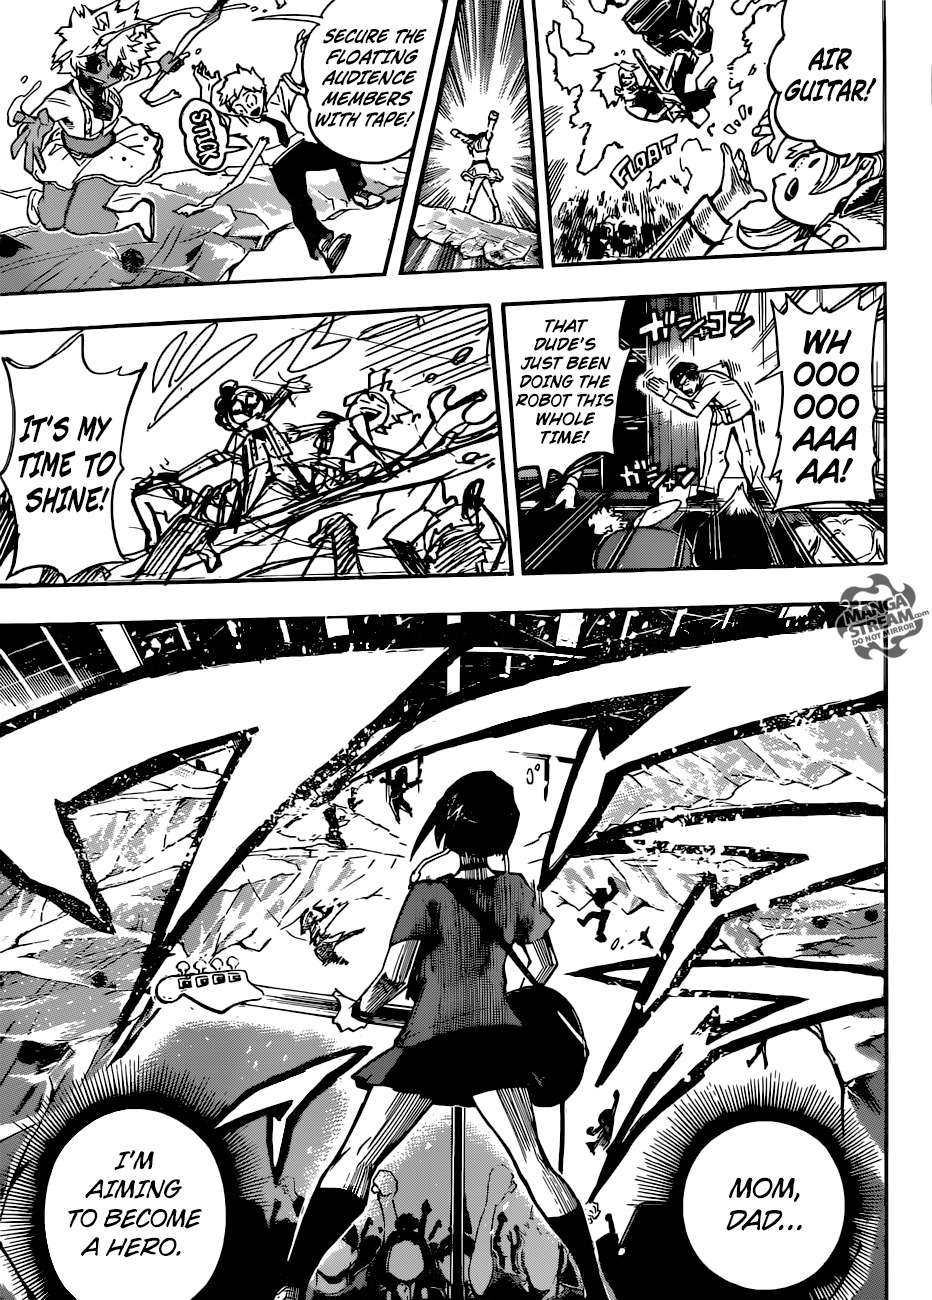 AIR
GUITAR!
FLOAT
SECURE THE
FLOATING
AUDIENCE
MEMBERS
WITH TAPE!
STICK
WH
OOO
OOO
AAA
AA!
ガシャコン
ガシャコン
THAT
DUDE'S
JUST BEEN
DOING THE
ROBOT THIS
WHOLE
TIME!
IT'S MY
TIME TO
SHINE!
MANGA
STREAM.com
DO NOT MIRROR
MOM,
DAD...
I'M
AIMING
TO BECOME
A HERO.